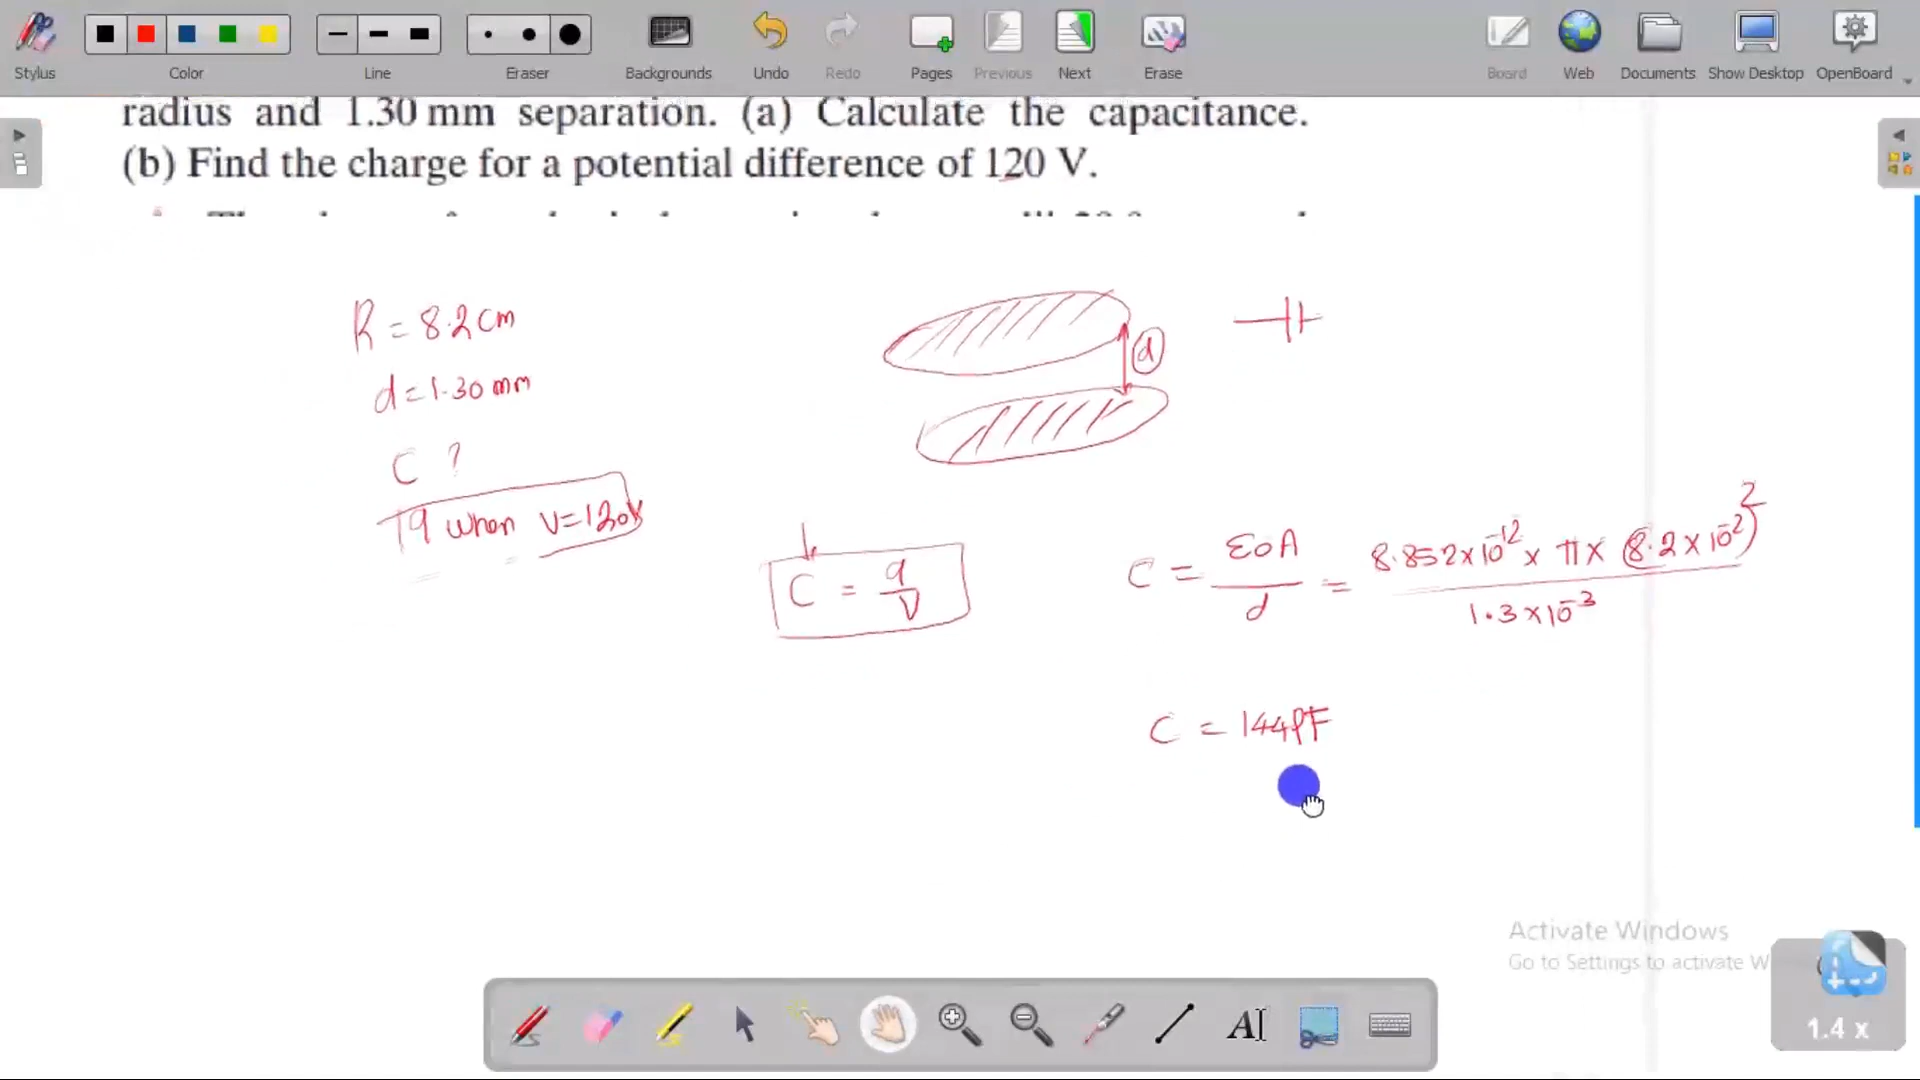 Stylus
Color
Line
Eraser
Backgrounds
Undo
Redo
Pages
Previous
Next
Erase
Board
Web
Documents
Show Desktop
OpenBoard
radius and 1.30 mm separation. (a) Calculate the capacitance.
(b) Find the charge for a potential difference of 120 V.
R = 8.2 cm
d = 1.30 mm
C ?
q when V=120V
d
C = q/V
C = ε0A/d = 8.852×10^-12 × π × (8.2×10^-2)^2 / 1.3×10^-3
C = 144 PF
Activate Windows
Go to Settings to activate W
1.4 x